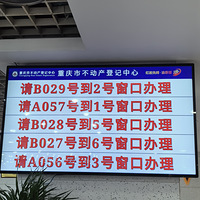 重庆市不动产登记中心
请B029号到2号窗口办理
请A057号到1号窗口办理
请B028号到5号窗口办理
请B027号到6号窗口办理
请A056号到3号窗口办理